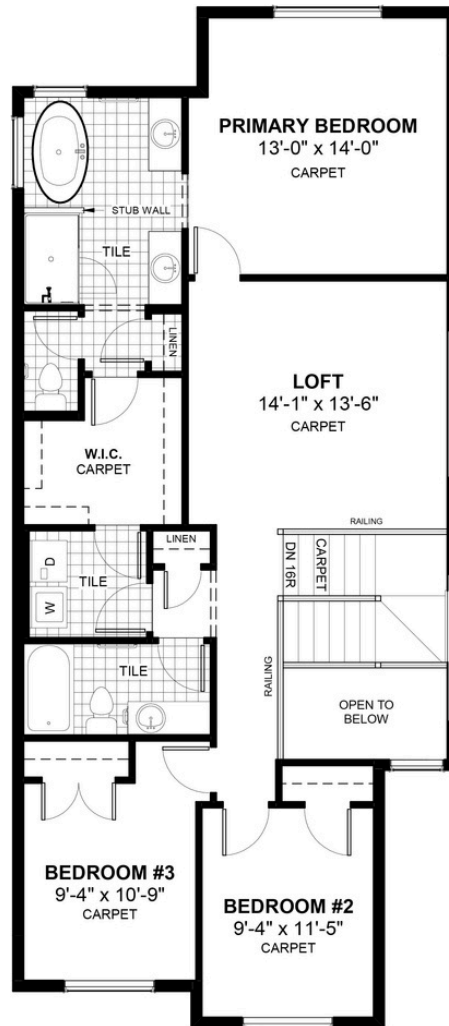 PRIMARY BEDROOM
13'-0" x 14'-0"
CARPET
STUB WALL
TILE
LINEN
LOFT
14'-1" x 13'-6"
CARPET
W.I.C.
CARPET
RAILING
LINEN
DN 16R
CARPET
D
W
TILE
TILE
RAILING
OPEN TO
BELOW
BEDROOM #3
9'-4" x 10'-9"
CARPET
BEDROOM #2
9'-4" x 11'-5"
CARPET